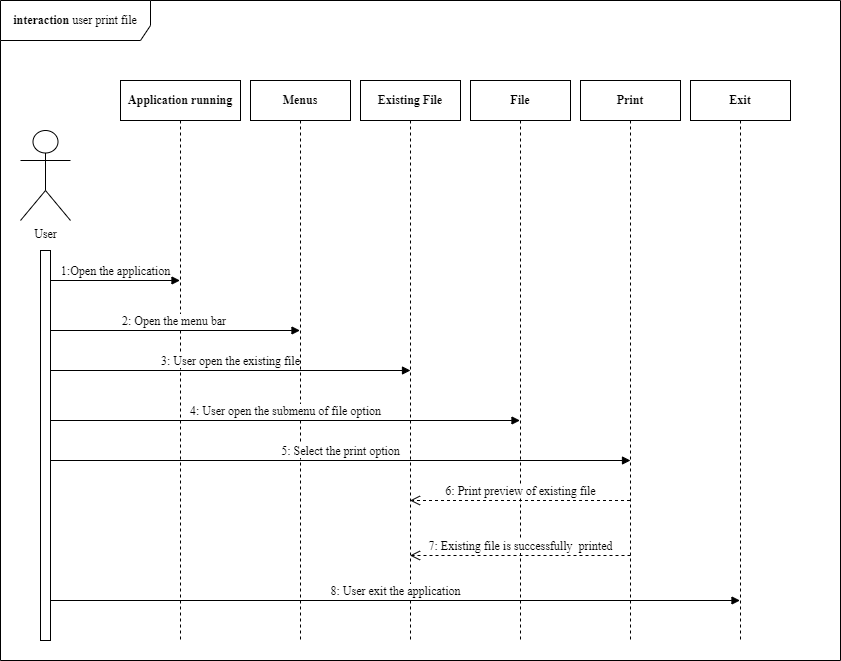 interaction user print file
Application running
Menus
Existing File
File
Print
Exit
User
1:Open the application
2: Open the menu bar
3: User open the existing file
4: User open the submenu of file option
5: Select the print option
6: Print preview of existing file
7: Existing file is successfully  printed
8: User exit the application